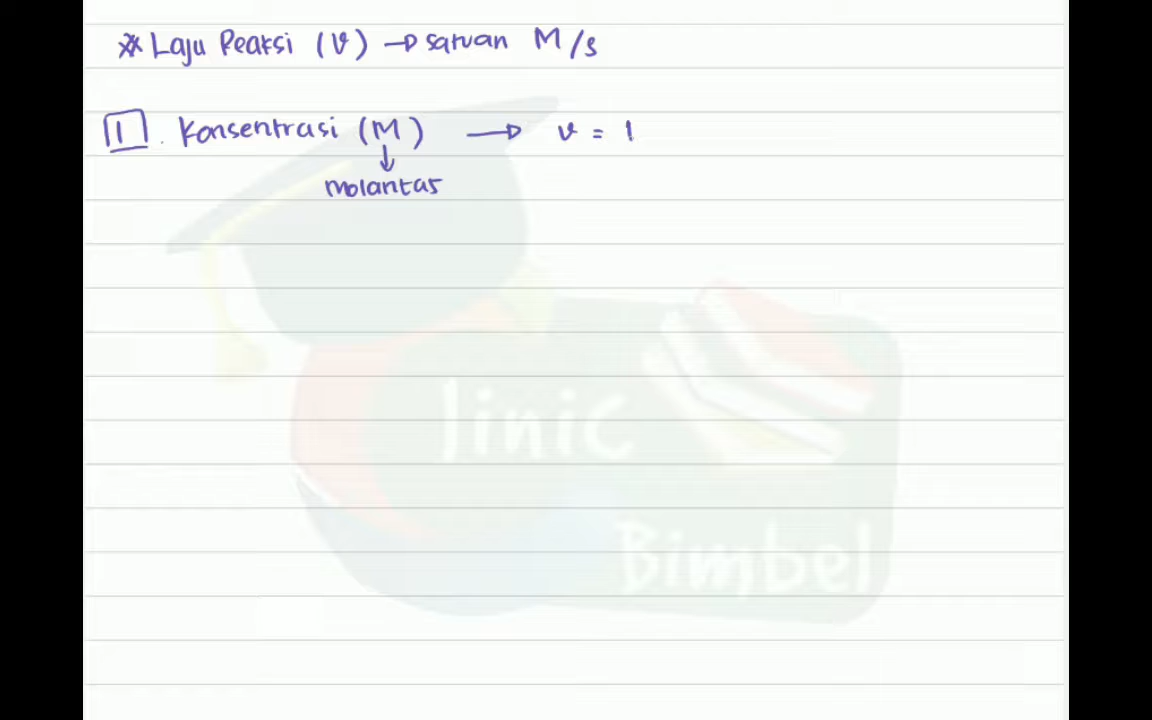 ** Laju Reaksi (V) → satuan M/s
1. Konsentrasi (M) → v = 1
↓
molaritas
Jinic
Bimbel